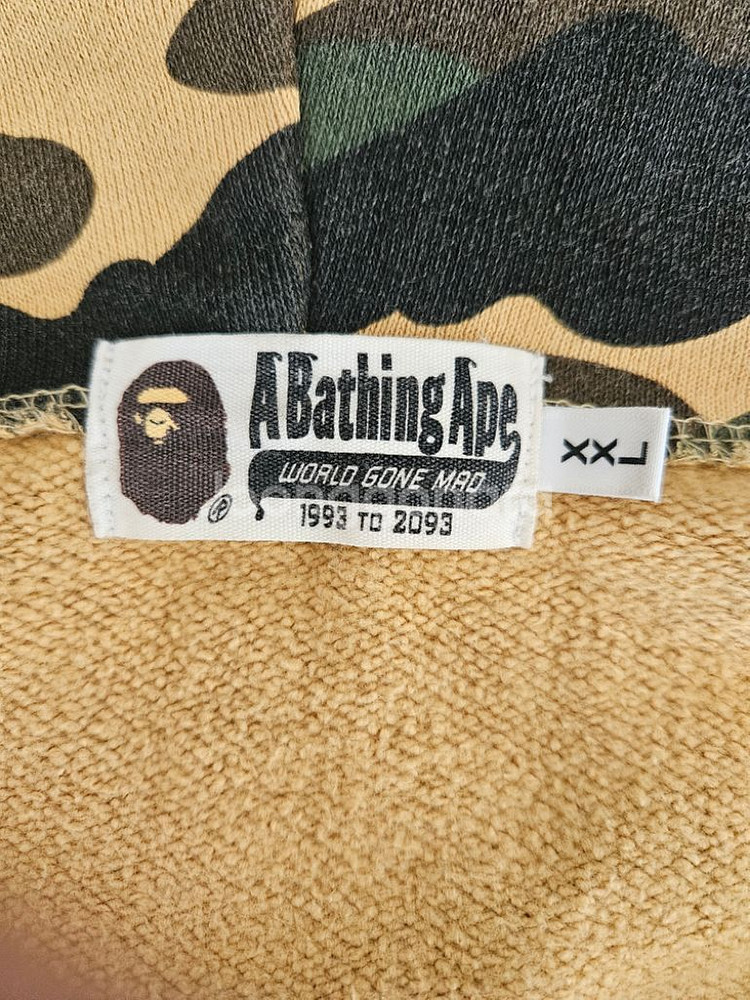 A Bathing Ape
WORLD GONE MAD
1993 TO 2093
®
XXL